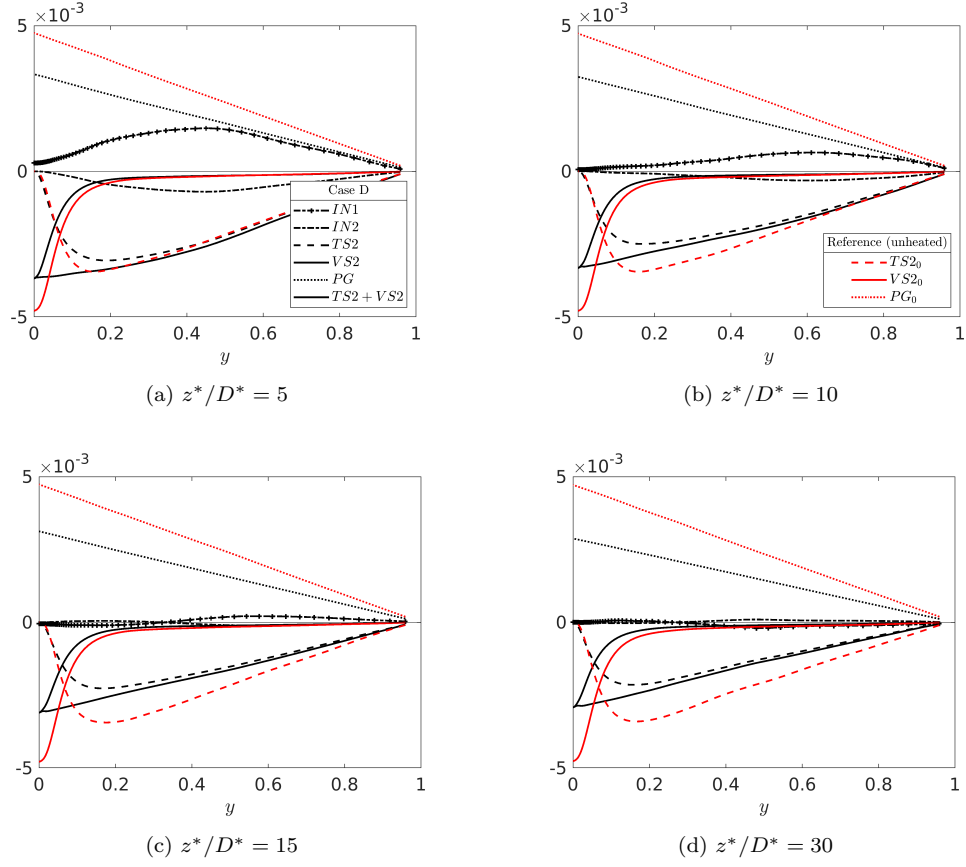 ×10⁻³
5
0
-5
0
0.2
0.4
0.6
0.8
1
y
Case D
IN1
IN2
TS2
VS2
PG
TS2 + VS2
(a) z*/D* = 5
×10⁻³
5
0
-5
0
0.2
0.4
0.6
0.8
1
y
Reference (unheated)
TS2₀
VS2₀
PG₀
(b) z*/D* = 10
×10⁻³
5
0
-5
0
0.2
0.4
0.6
0.8
1
y
(c) z*/D* = 15
×10⁻³
5
0
-5
0
0.2
0.4
0.6
0.8
1
y
(d) z*/D* = 30